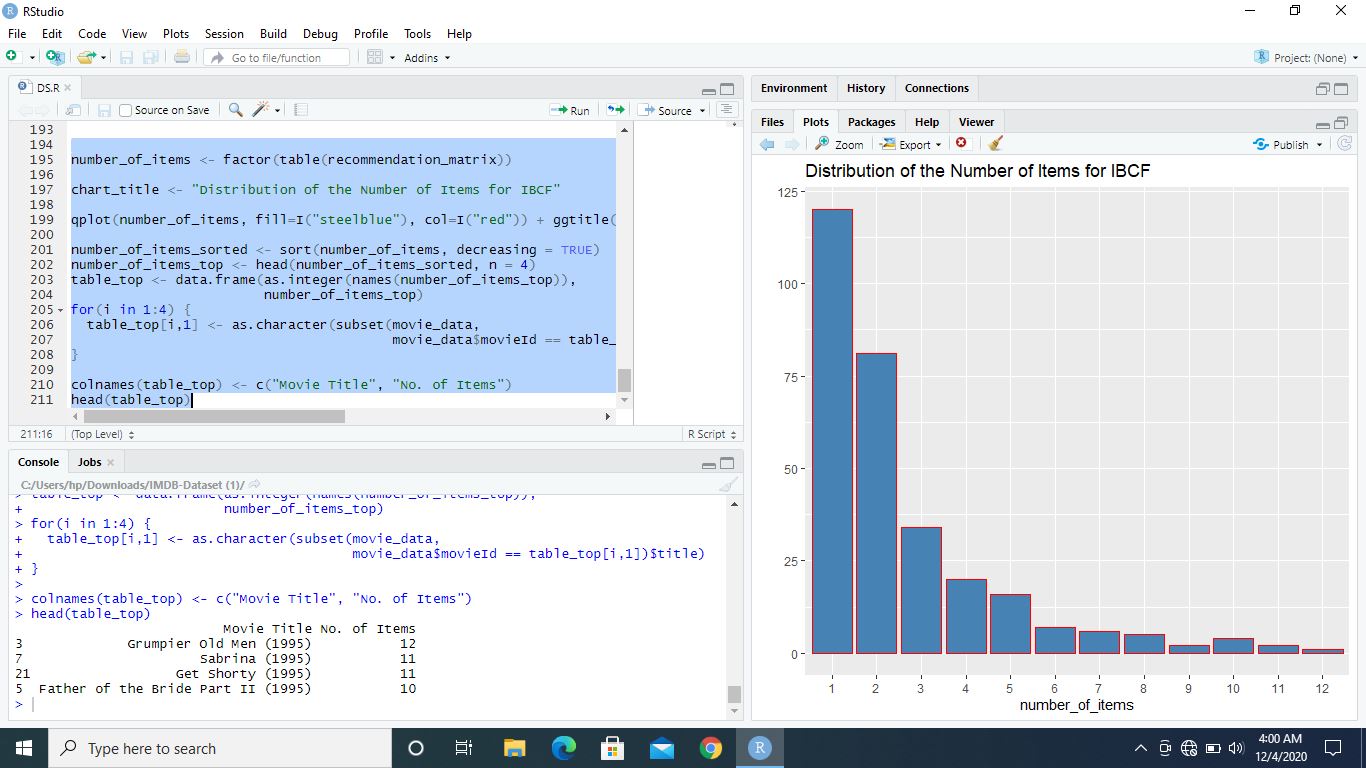 RStudio
File Edit Code View Plots Session Build Debug Profile Tools Help
Go to file/function Addins Project: (None)
DS.R
Source on Save Run Source
193
194
195 number_of_items <- factor(table(recommendation_matrix))
196
197 chart_title <- "Distribution of the Number of Items for IBCF"
198
199 qplot(number_of_items, fill=I("steelblue"), col=I("red")) + ggtitle(
200
201 number_of_items_sorted <- sort(number_of_items, decreasing = TRUE)
202 number_of_items_top <- head(number_of_items_sorted, n = 4)
203 table_top <- data.frame(as.integer(names(number_of_items_top)),
204 number_of_items_top)
205 for(i in 1:4) {
206 table_top[i,1] <- as.character(subset(movie_data,
207 movie_data$movieId == table_
208 }
209
210 colnames(table_top) <- c("Movie Title", "No. of Items")
211 head(table_top)
211:16 (Top Level) R Script
Console Jobs
C:/Users/hp/Downloads/IMDB-Dataset (1)/
> table_top <- data.frame(as.integer(names(number_of_items_top)),
+ number_of_items_top)
> for(i in 1:4) {
+ table_top[i,1] <- as.character(subset(movie_data,
+ movie_data$movieId == table_top[i,1])$title)
+ }
>
> colnames(table_top) <- c("Movie Title", "No. of Items")
> head(table_top)
Movie Title No. of Items
3 Grumpier Old Men (1995) 12
7 Sabrina (1995) 11
21 Get Shorty (1995) 11
5 Father of the Bride Part II (1995) 10
>
Environment History Connections
Files Plots Packages Help Viewer
Zoom Export Publish
Distribution of the Number of Items for IBCF
125
100
75
50
25
0
1 2 3 4 5 6 7 8 9 10 11 12
number_of_items
Type here to search
R
4:00 AM
12/4/2020